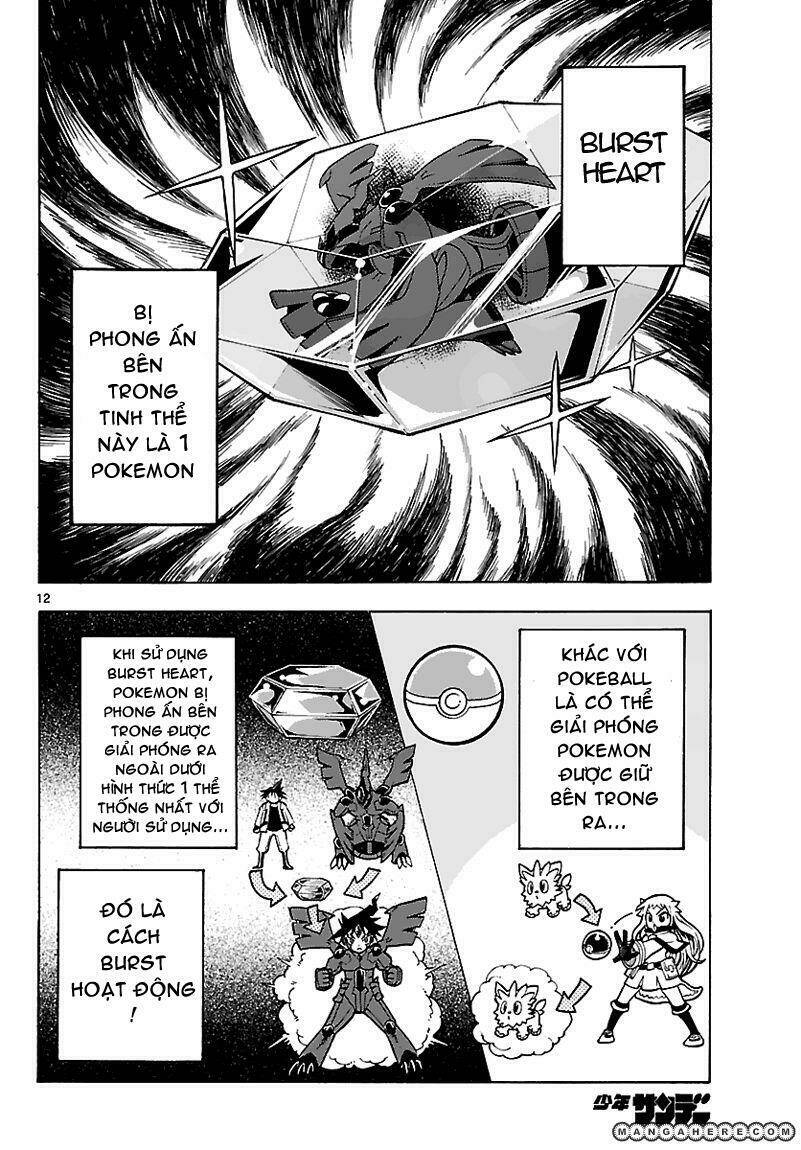 BURST
HEART
BỊ
PHONG ẤN
BÊN
TRONG
TINH THỂ
NÀY LÀ 1
POKEMON
12
KHÁC VỚI
POKEBALL
LÀ CÓ THỂ
GIẢI PHÓNG
POKEMON
ĐƯỢC GIỮ
BÊN TRONG
RA...
KHI SỬ DỤNG
BURST HEART,
POKEMON BỊ
PHONG ẤN BÊN
TRONG ĐƯỢC
GIẢI PHÓNG RA
NGOÀI DƯỚI
HÌNH THỨC 1 THỂ
THỐNG NHẤT VỚI
NGƯỜI SỬ DỤNG...
ĐÓ LÀ
CÁCH
BURST
HOẠT ĐỘNG
!
少年サンデー
MANGAHERE.COM